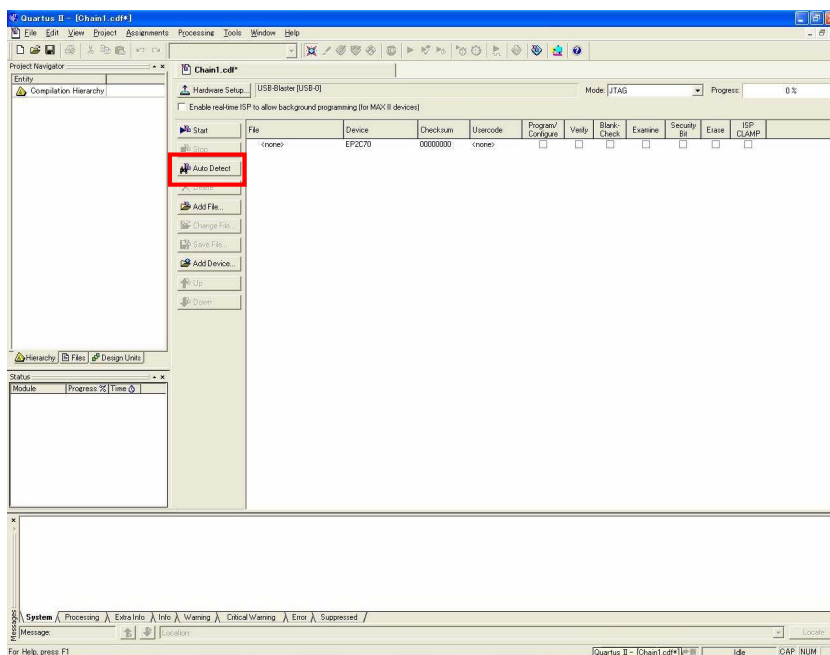 Quartus II - [Chain1.cdf*]
File Edit View Project Assignments Processing Tools Window Help
Project Navigator
Entity
Compilation Hierarchy
Hierarchy Files Design Units
Status
Module Progress % Time
Chain1.cdf*
Hardware Setup... USB-Blaster [USB-0] Mode: JTAG Progress: 0 %
Enable real-time ISP to allow background programming (for MAX II devices)
Start
Stop
Auto Detect
Delete
Add File...
Change File...
Save File...
Add Device...
Up
Down
File Device Checksum Usercode Program/Configure Verify Blank-Check Examine Security Bit Erase ISP CLAMP
<none> EP2C70 00000000 <none>
Messages
System Processing Extra Info Info Warning Critical Warning Error Suppressed
Message: Location: Locate
For Help, press F1 Quartus II - [Chain1.cdf*] Idle CAP NUM